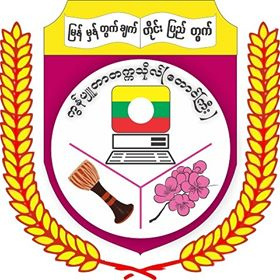 မြန် မှန် တွက် ချက် တိုင်း ပြည် တွက်
ကွန်ပျူတာတက္ကသိုလ်(တောင်ကြီး)